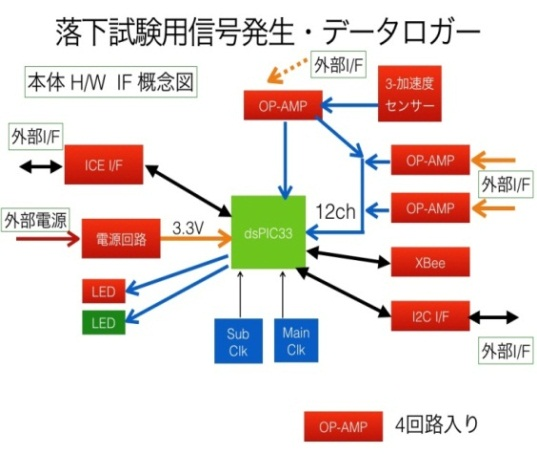 落下試験用信号発生・データロガー
本体 H/W IF 概念図
外部I/F
OP-AMP
3-加速度
センサー
外部I/F
ICE I/F
OP-AMP
外部I/F
OP-AMP
12ch
外部電源
電源回路
3.3V
dsPIC33
XBee
LED
LED
I2C I/F
外部I/F
Sub
Clk
Main
Clk
OP-AMP
4回路入り